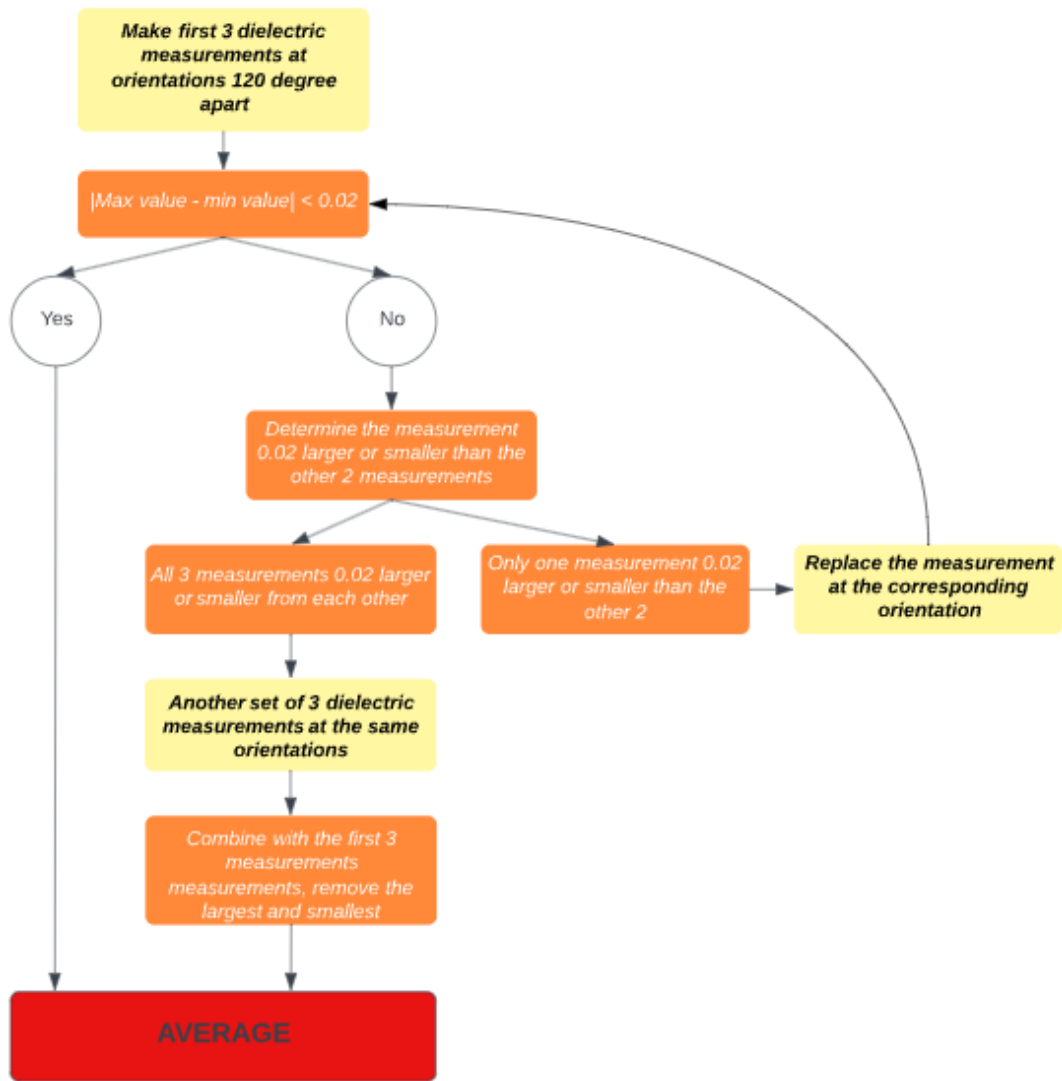 Make first 3 dielectric
measurements at
orientations 120 degree
apart
|Max value - min value| < 0.02
Yes
No
Determine the measurement
0.02 larger or smaller than the
other 2 measurements
All 3 measurements 0.02 larger
or smaller from each other
Only one measurement 0.02
larger or smaller than the
other 2
Replace the measurement
at the corresponding
orientation
Another set of 3 dielectric
measurements at the same
orientations
Combine with the first 3
measurements
measurements, remove the
largest and smallest
AVERAGE